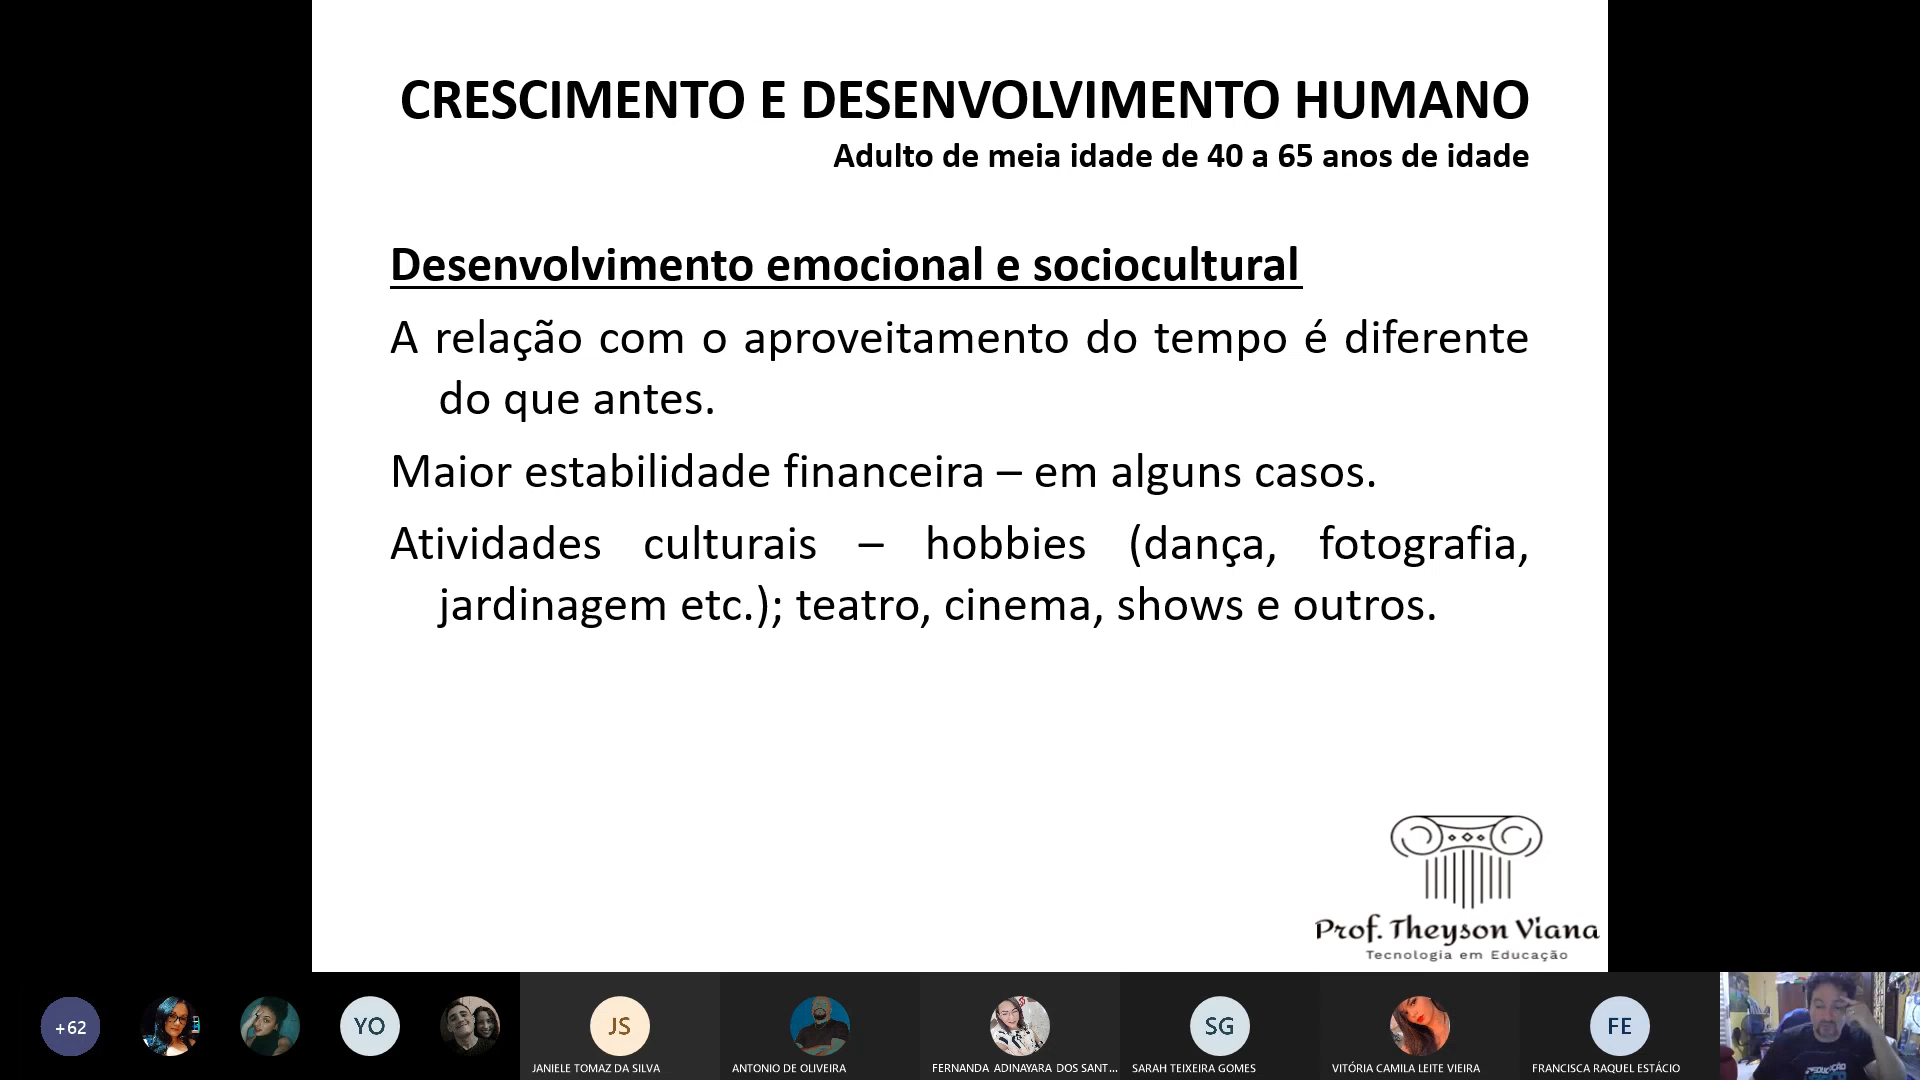 CRESCIMENTO E DESENVOLVIMENTO HUMANO
Adulto de meia idade de 40 a 65 anos de idade
Desenvolvimento emocional e sociocultural
A relação com o aproveitamento do tempo é diferente
do que antes.
Maior estabilidade financeira – em alguns casos.
Atividades culturais – hobbies (dança, fotografia,
jardinagem etc.); teatro, cinema, shows e outros.
Prof. Theyson Viana
Tecnologia em Educação
+62
YO
JS
SG
FE
JANIELE TOMAZ DA SILVA
ANTONIO DE OLIVEIRA
FERNANDA ADINAYARA DOS SANT...
SARAH TEIXEIRA GOMES
VITÓRIA CAMILA LEITE VIEIRA
FRANCISCA RAQUEL ESTÁCIO